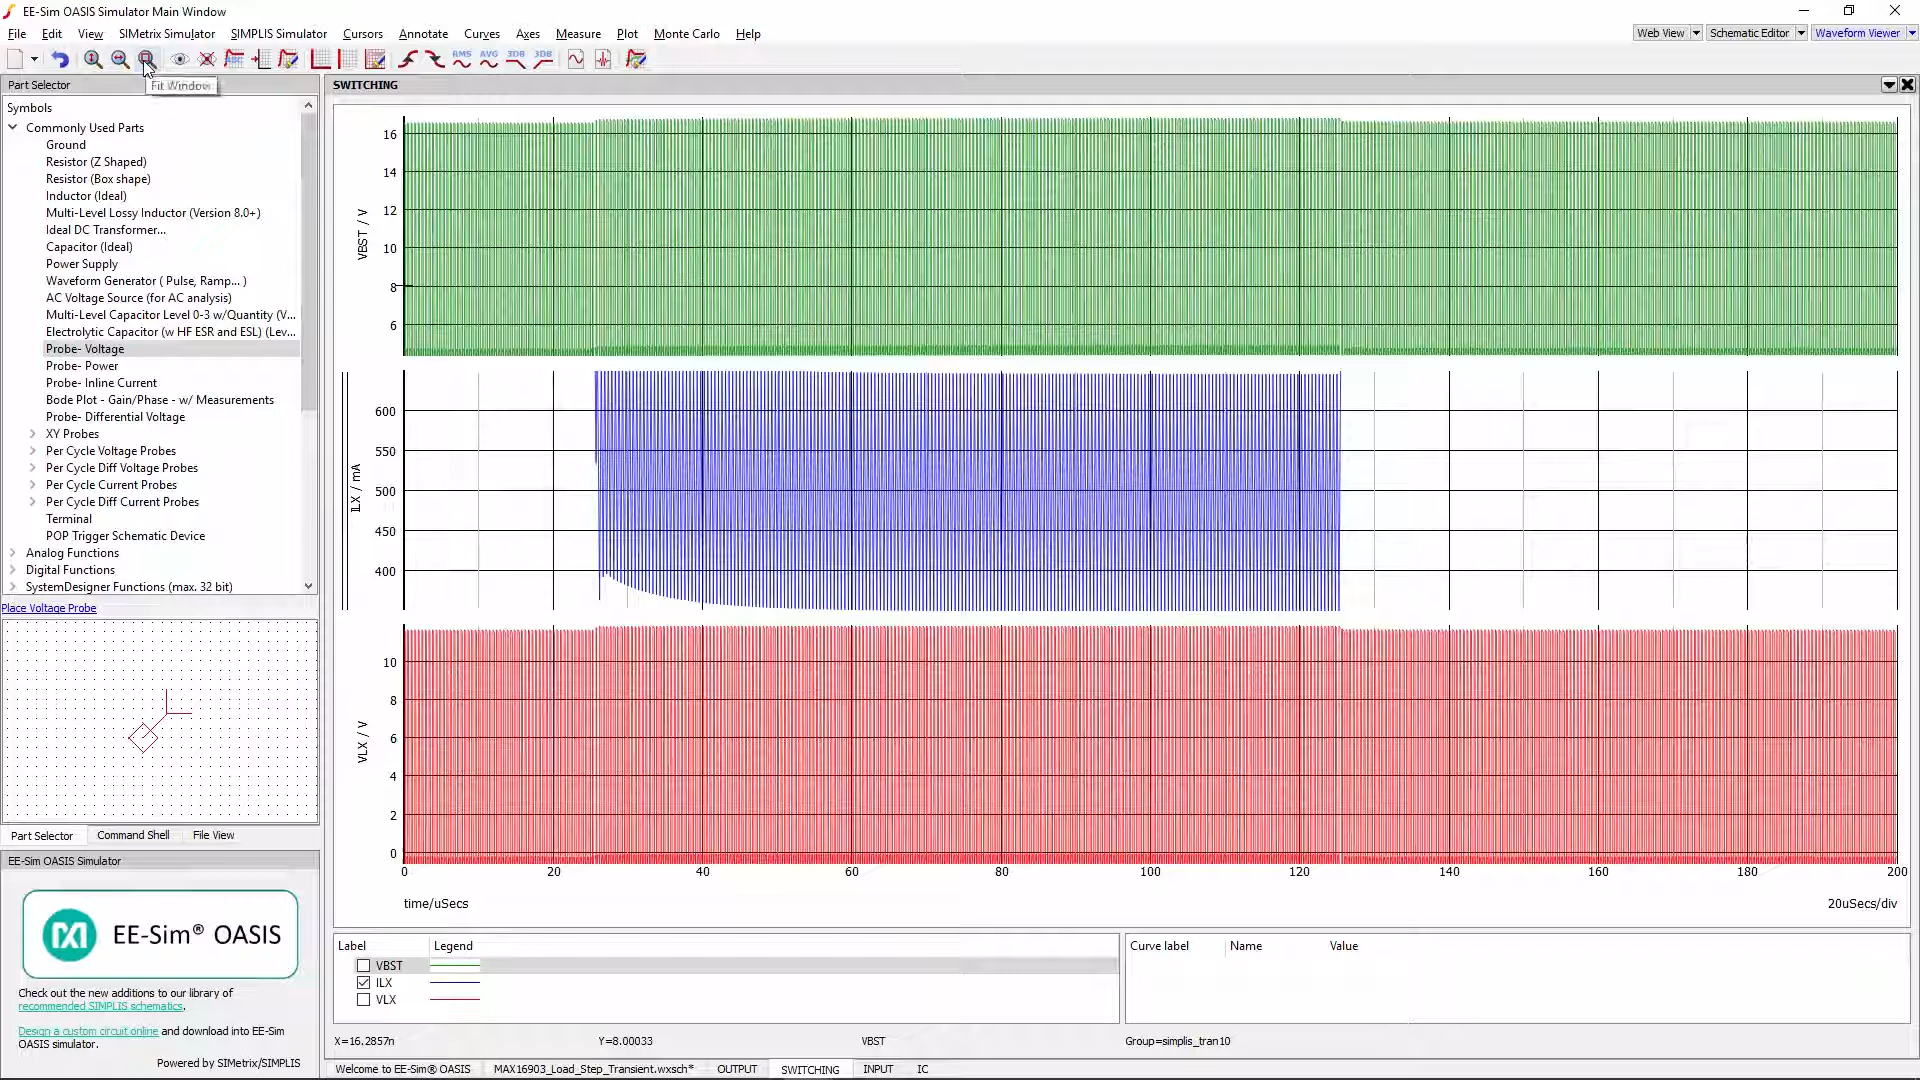 EE-Sim OASIS Simulator Main Window
File Edit View SIMetrix Simulator SIMPLIS Simulator Cursors Annotate Curves Axes Measure Plot Monte Carlo Help
Web View Schematic Editor Waveform Viewer
RMS AVG 3DB 3DB
Part Selector
Fit Window
SWITCHING
Symbols
Commonly Used Parts
Ground
Resistor (Z Shaped)
Resistor (Box shape)
Inductor (Ideal)
Multi-Level Lossy Inductor (Version 8.0+)
Ideal DC Transformer...
Capacitor (Ideal)
Power Supply
Waveform Generator ( Pulse, Ramp... )
AC Voltage Source (for AC analysis)
Multi-Level Capacitor Level 0-3 w/Quantity (V...
Electrolytic Capacitor (w HF ESR and ESL) (Lev...
Probe- Voltage
Probe- Power
Probe- Inline Current
Bode Plot - Gain/Phase - w/ Measurements
Probe- Differential Voltage
XY Probes
Per Cycle Voltage Probes
Per Cycle Diff Voltage Probes
Per Cycle Current Probes
Per Cycle Diff Current Probes
Terminal
POP Trigger Schematic Device
Analog Functions
Digital Functions
SystemDesigner Functions (max. 32 bit)
Place Voltage Probe
Part Selector Command Shell File View
EE-Sim OASIS Simulator
EE-Sim® OASIS
Check out the new additions to our library of
recommended SIMPLIS schematics.
Design a custom circuit online and download into EE-Sim
OASIS simulator.
Powered by SIMetrix/SIMPLIS
VBST / V
16
14
12
10
8
6
ILX / mA
600
550
500
450
400
VLX / V
10
8
6
4
2
0
0 20 40 60 80 100 120 140 160 180 200
time/uSecs 20uSecs/div
Label Legend
VBST
ILX
VLX
Curve label Name Value
X=16.2857n Y=8.00033 VBST Group=simplis_tran10
Welcome to EE-Sim® OASIS MAX16903_Load_Step_Transient.wxsch* OUTPUT SWITCHING INPUT IC